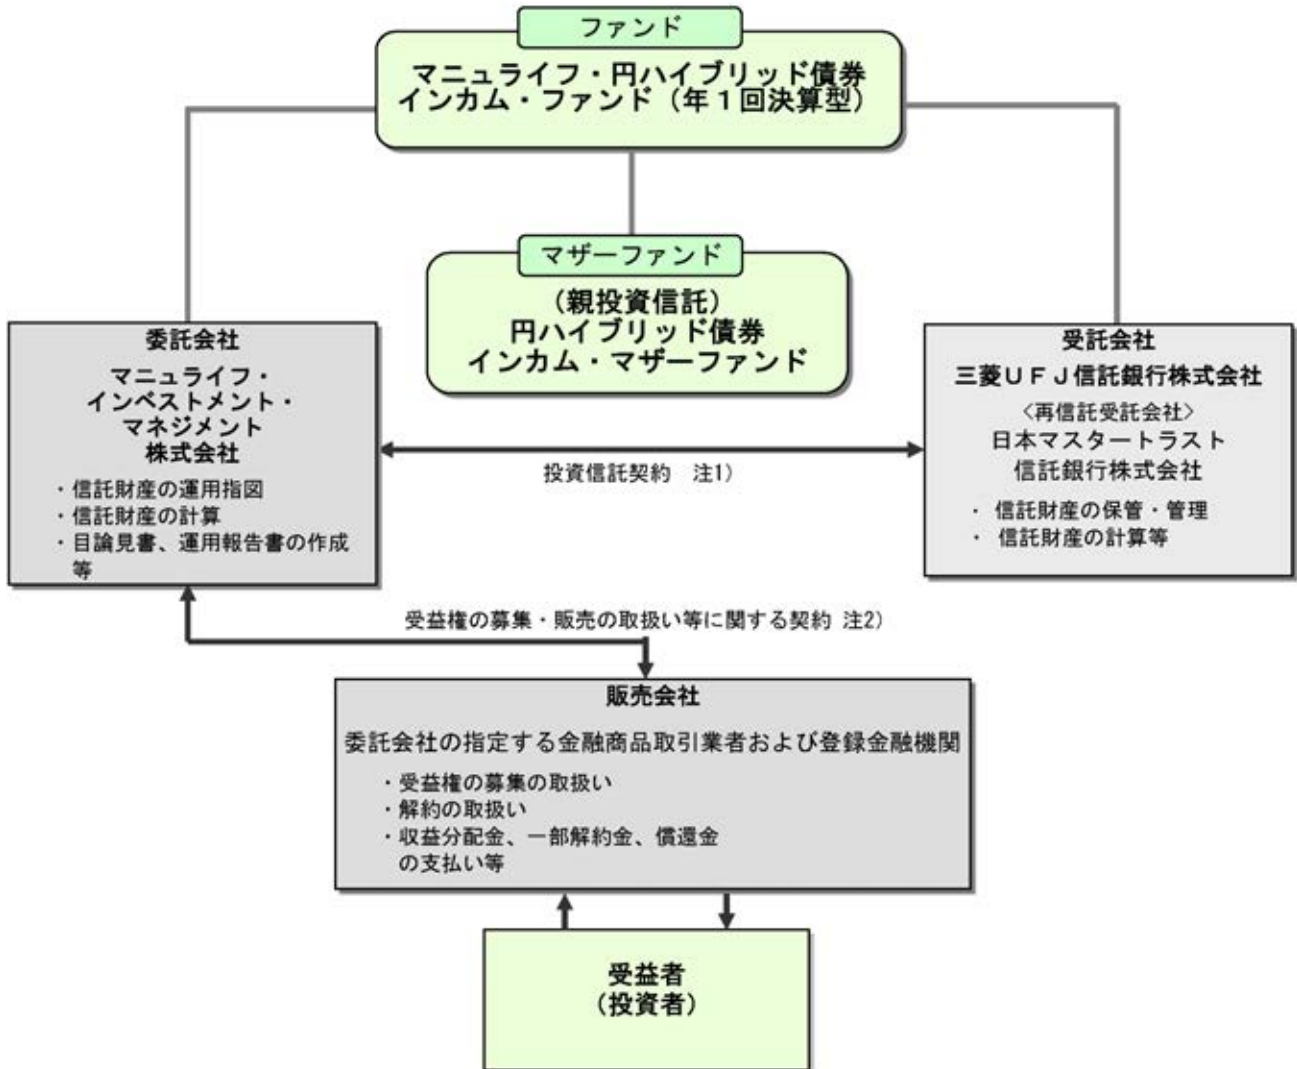 ファンド
マニュライフ・円ハイブリッド債券
インカム・ファンド（年１回決算型）
マザーファンド
（親投資信託）
円ハイブリッド債券
インカム・マザーファンド
委託会社
マニュライフ・
インベストメント・
マネジメント
株式会社
・信託財産の運用指図
・信託財産の計算
・目論見書、運用報告書の作成
等
投資信託契約　注1）
受託会社
三菱ＵＦＪ信託銀行株式会社
〈再信託受託会社〉
日本マスタートラスト
信託銀行株式会社
・ 信託財産の保管・管理
・ 信託財産の計算等
受益権の募集・販売の取扱い等に関する契約 注2）
販売会社
委託会社の指定する金融商品取引業者および登録金融機関
・受益権の募集の取扱い
・解約の取扱い
・収益分配金、一部解約金、償還金
の支払い等
受益者
（投資者）